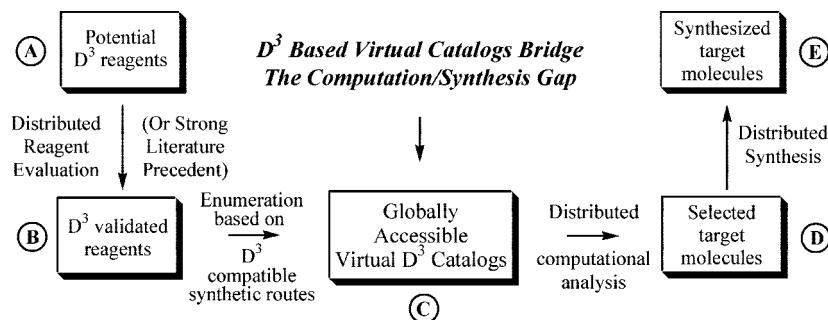 A
Potential
D³ reagents
D³ Based Virtual Catalogs Bridge
The Computation/Synthesis Gap
Synthesized
target
molecules
E
Distributed
Reagent
Evaluation
(Or Strong
Literature
Precedent)
Distributed
Synthesis
B
D³ validated
reagents
Enumeration
based on
D³
compatible
synthetic routes
Globally
Accessible
Virtual D³ Catalogs
C
Distributed
computational
analysis
Selected
target
molecules
D